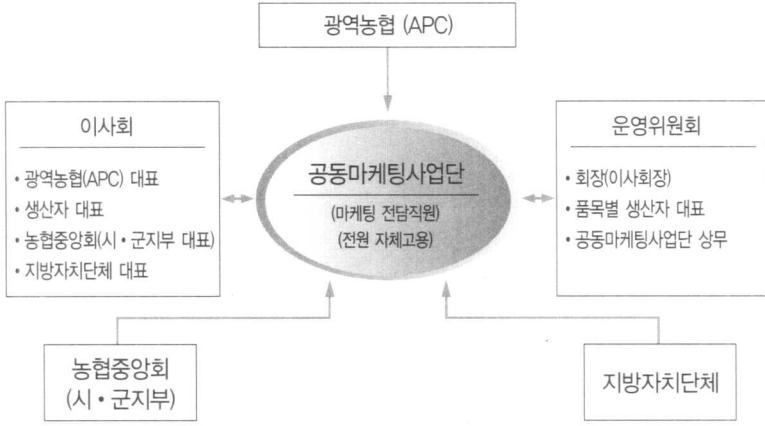 광역농협 (APC)
이사회
• 광역농협(APC) 대표
• 생산자 대표
• 농협중앙회(시・군지부 대표)
• 지방자치단체 대표
공동마케팅사업단
(마케팅 전담직원)
(전원 자체고용)
운영위원회
• 회장(이사회장)
• 품목별 생산자 대표
• 공동마케팅사업단 상무
농협중앙회
(시・군지부)
지방자치단체